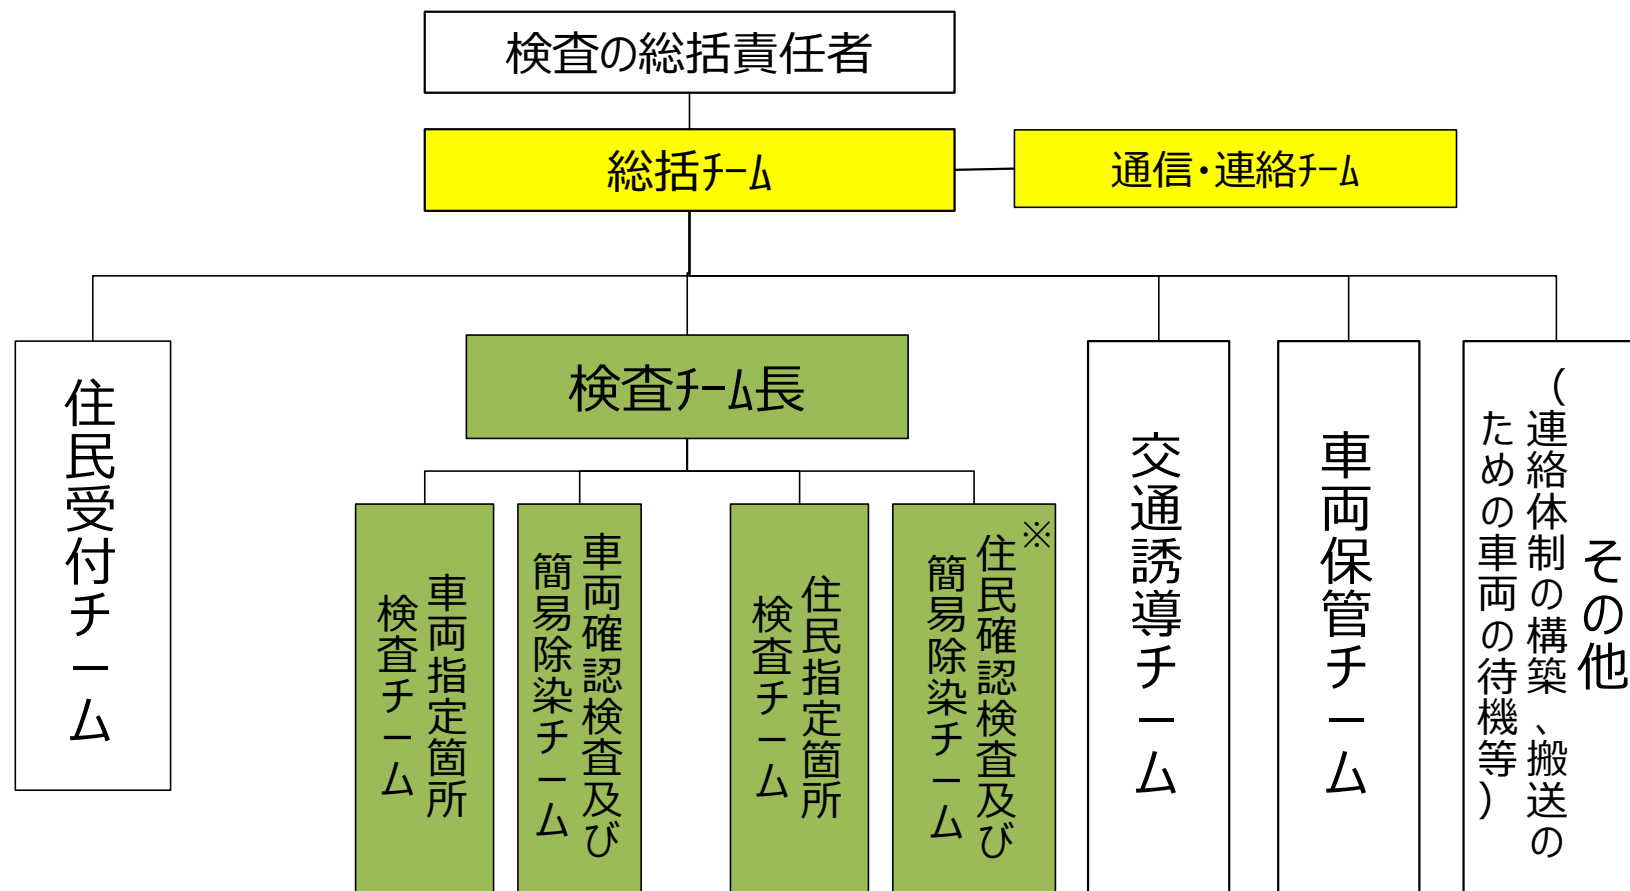 検査の総括責任者
総括ﾁｰﾑ
通信・連絡ﾁｰﾑ
住民受付チーム
検査ﾁｰﾑ長
車両指定箇所
検査チーム
車両確認検査及び
簡易除染チーム
住民指定箇所
検査チーム
※
住民確認検査及び
簡易除染チーム
交通誘導チーム
車両保管チーム
その他
（連絡体制の構築、搬送の
ための車両の待機等）